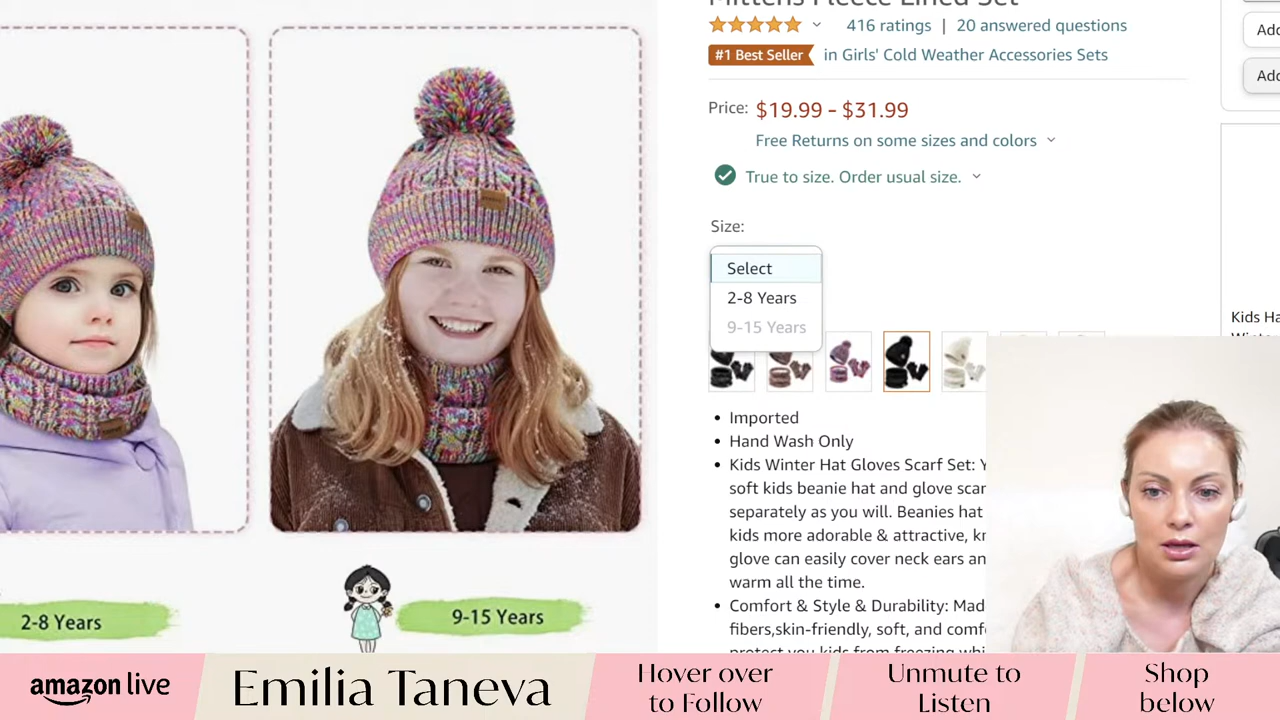 Mittens Fleece Lined Set
416 ratings | 20 answered questions
#1 Best Seller in Girls' Cold Weather Accessories Sets
Price: $19.99 - $31.99
Free Returns on some sizes and colors
True to size. Order usual size.
Size:
Select
2-8 Years
9-15 Years
Imported
Hand Wash Only
Kids Winter Hat Gloves Scarf Set: Y
soft kids beanie hat and glove scar
separately as you will. Beanies hat
kids more adorable & attractive, kn
glove can easily cover neck ears an
warm all the time.
Comfort & Style & Durability: Mad
fibers,skin-friendly, soft, and comf
Add
Add
Kids Ha
2-8 Years
9-15 Years
amazon live
Emilia Taneva
Hover over
to Follow
Unmute to
Listen
Shop
below